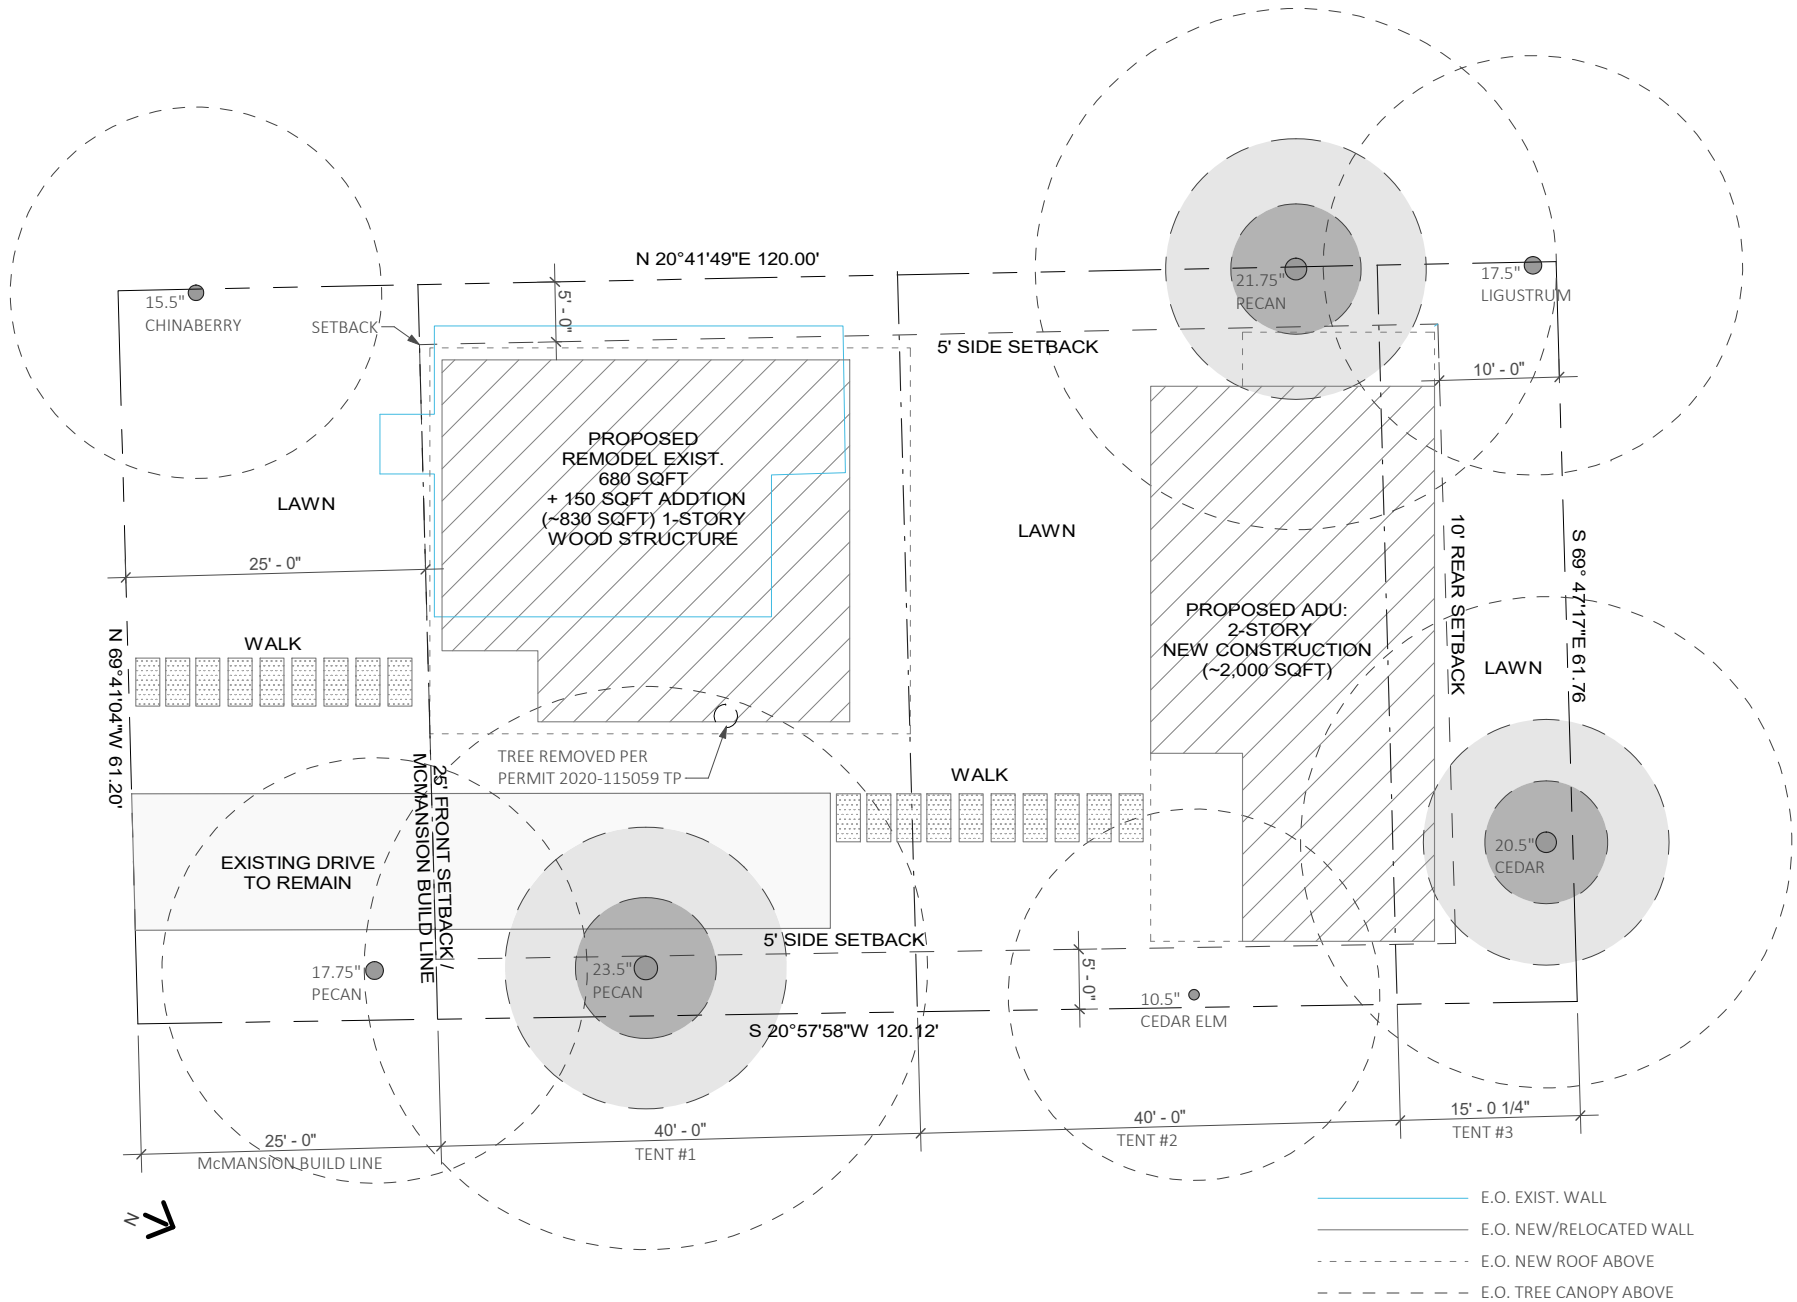 N 20°41'49"E 120.00'
15.5"
CHINABERRY
SETBACK
5' - 0"
5' SIDE SETBACK
21.75"
PECAN
17.5"
LIGUSTRUM
10' - 0"
PROPOSED
REMODEL EXIST.
680 SQFT
+ 150 SQFT ADDTION
(~830 SQFT) 1-STORY
WOOD STRUCTURE
LAWN
LAWN
25' - 0"
10' REAR SETBACK
S 69° 47'17"E 61.76
PROPOSED ADU:
2-STORY
NEW CONSTRUCTION
(~2,000 SQFT)
LAWN
N 69°41'04"W 61.20'
WALK
TREE REMOVED PER
PERMIT 2020-115059 TP
WALK
25' FRONT SETBACK /
MCMANSION BUILD LINE
EXISTING DRIVE
TO REMAIN
20.5"
CEDAR
5' SIDE SETBACK
17.75"
PECAN
23.5"
PECAN
5' - 0"
10.5"
CEDAR ELM
S 20°57'58"W 120.12'
25' - 0"
McMANSION BUILD LINE
40' - 0"
TENT #1
40' - 0"
TENT #2
15' - 0 1/4"
TENT #3
N
E.O. EXIST. WALL
E.O. NEW/RELOCATED WALL
E.O. NEW ROOF ABOVE
E.O. TREE CANOPY ABOVE